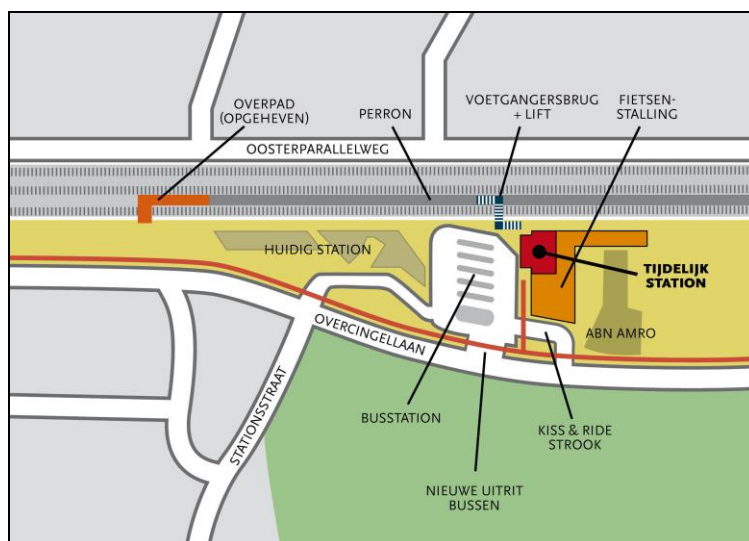 OVERPAD
(OPGEHEVEN)
PERRON
VOETGANGERSBRUG
+ LIFT
FIETSEN-
STALLING
OOSTERPARALLELWEG
HUIDIG STATION
TIJDELIJK
STATION
OVERCINGELLAAN
ABN AMRO
STATIONSSTRAAT
BUSSTATION
KISS & RIDE
STROOK
NIEUWE UITRIT
BUSSEN